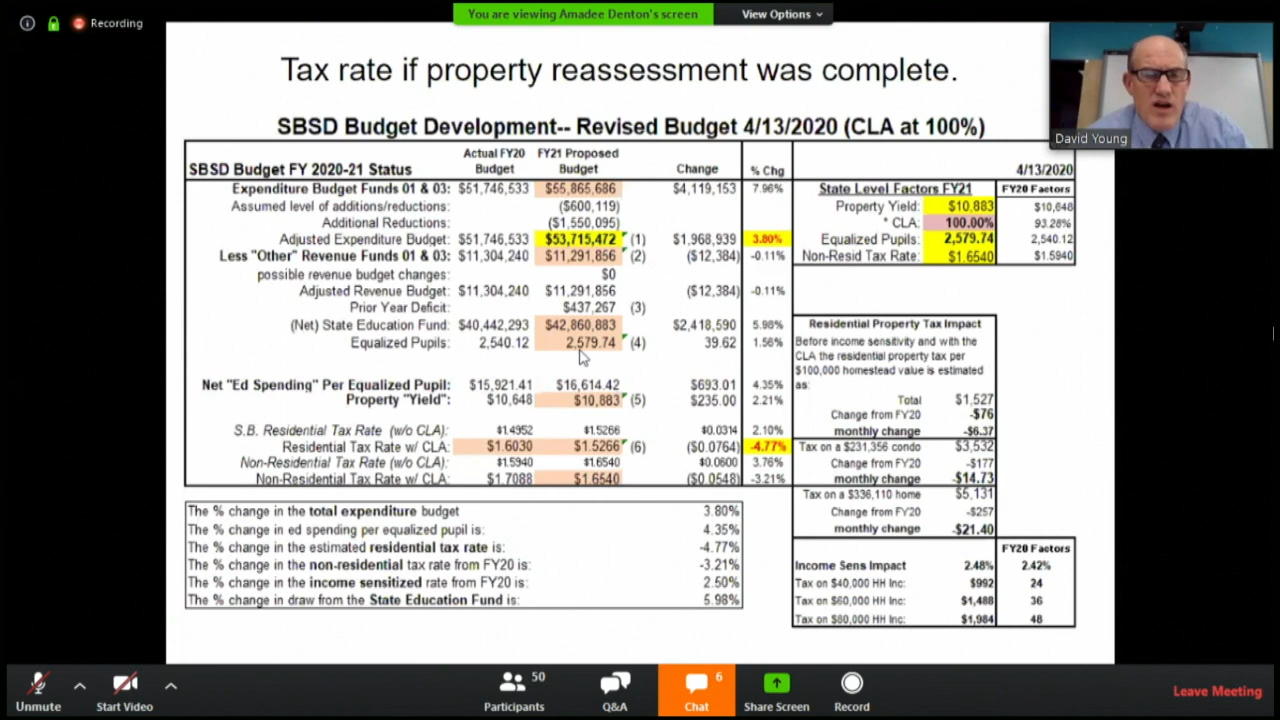 Recording
You are viewing Amadee Denton's screen
View Options
David Young
Tax rate if property reassessment was complete.
SBSD Budget Development-- Revised Budget 4/13/2020 (CLA at 100%)
Actual FY20 FY21 Proposed
SBSD Budget FY 2020-21 Status Budget Budget Change % Chg 4/13/2020
Expenditure Budget Funds 01 & 03: $51,746,533 $55,865,686 $4,119,153 7.96% State Level Factors FY21 FY20 Factors
Assumed level of additions/reductions: ($600,119) Property Yield: $10,883 $10,648
Additional Reductions: ($1,550,095) * CLA: 100.00% 93.28%
Adjusted Expenditure Budget: $51,746,533 $53,715,472 (1) $1,968,939 3.80% Equalized Pupils: 2,579.74 2,540.12
Less "Other" Revenue Funds 01 & 03: $11,304,240 $11,291,856 (2) ($12,384) -0.11% Non-Resid Tax Rate: $1.6540 $1.5940
possible revenue budget changes: $0
Adjusted Revenue Budget: $11,304,240 $11,291,856 ($12,384) -0.11%
Prior Year Deficit: $437,267 (3)
(Net) State Education Fund: $40,442,293 $42,860,883 $2,418,590 5.98%
Equalized Pupils: 2,540.12 2,579.74 (4) 39.62 1.56%
Net "Ed Spending" Per Equalized Pupil: $15,921.41 $16,614.42 $693.01 4.35%
Property "Yield": $10,648 $10,883 (5) $235.00 2.21%
S.B. Residential Tax Rate (w/o CLA): $1.4952 $1.5266 $0.0314 2.10%
Residential Tax Rate w/ CLA: $1.6030 $1.5266 (6) ($0.0764) -4.77%
Non-Residential Tax Rate (w/o CLA): $1.5940 $1.6540 $0.0600 3.76%
Non-Residential Tax Rate w/ CLA: $1.7088 $1.6540 ($0.0548) -3.21%
Residential Property Tax Impact
Before income sensitivity and with the
CLA the residential property tax per
$100,000 homestead value is estimated
as:
Total $1,527
Change from FY20 -$76
monthly change -$6.37
Tax on a $231,356 condo $3,532
Change from FY20 -$177
monthly change -$14.73
Tax on a $336,110 home $5,131
Change from FY20 -$257
monthly change -$21.40
The % change in the total expenditure budget 3.80%
The % change in ed spending per equalized pupil is: 4.35%
The % change in the estimated residential tax rate is: -4.77%
The % change in the non-residential tax rate from FY20 is: -3.21%
The % change in the income sensitized rate from FY20 is: 2.50%
The % change in draw from the State Education Fund is: 5.98%
FY20 Factors
Income Sens Impact 2.48% 2.42%
Tax on $40,000 HH Inc: $992 24
Tax on $60,000 HH Inc: $1,488 36
Tax on $80,000 HH Inc: $1,984 48
Unmute
Start Video
50
Participants
Q&A
6
Chat
Share Screen
Record
Leave Meeting